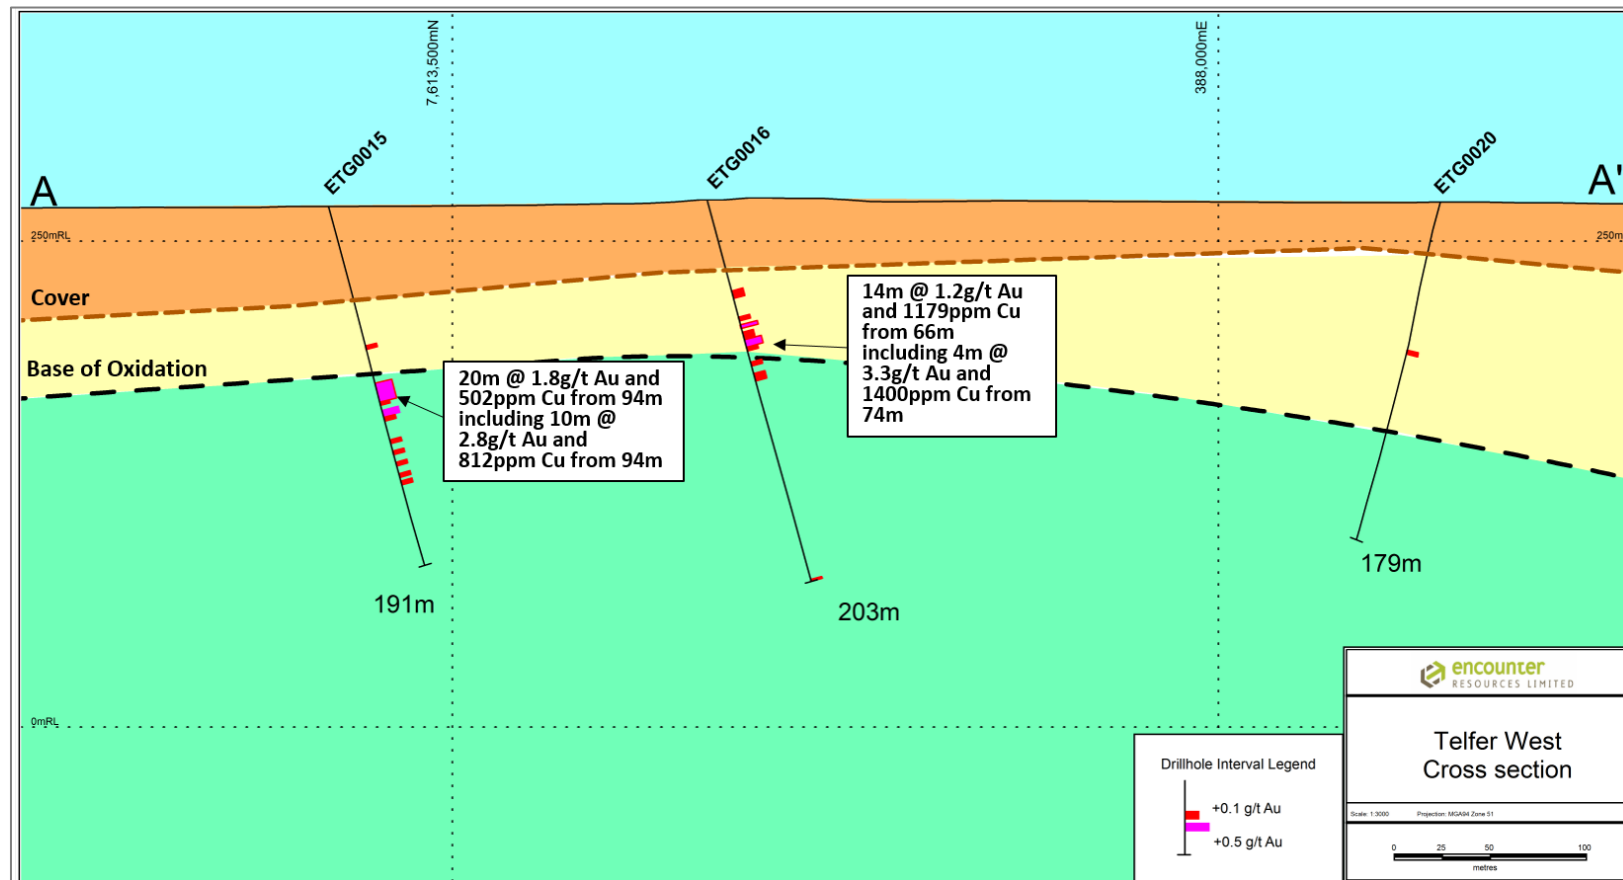 7,613,500mN
388,000mE
ETG0015
ETG0016
ETG0020
A
A'
250mRL
250m
Cover
Base of Oxidation
14m @ 1.2g/t Au
and 1179ppm Cu
from 66m
including 4m @
3.3g/t Au and
1400ppm Cu from
74m
20m @ 1.8g/t Au and
502ppm Cu from 94m
including 10m @
2.8g/t Au and
812ppm Cu from 94m
191m
203m
179m
0mRL
Drillhole Interval Legend
+0.1 g/t Au
+0.5 g/t Au
encounter
RESOURCES LIMITED
Telfer West
Cross section
Scale: 1:3000 Projection: MGA94 Zone 51
0 25 50 100
metres